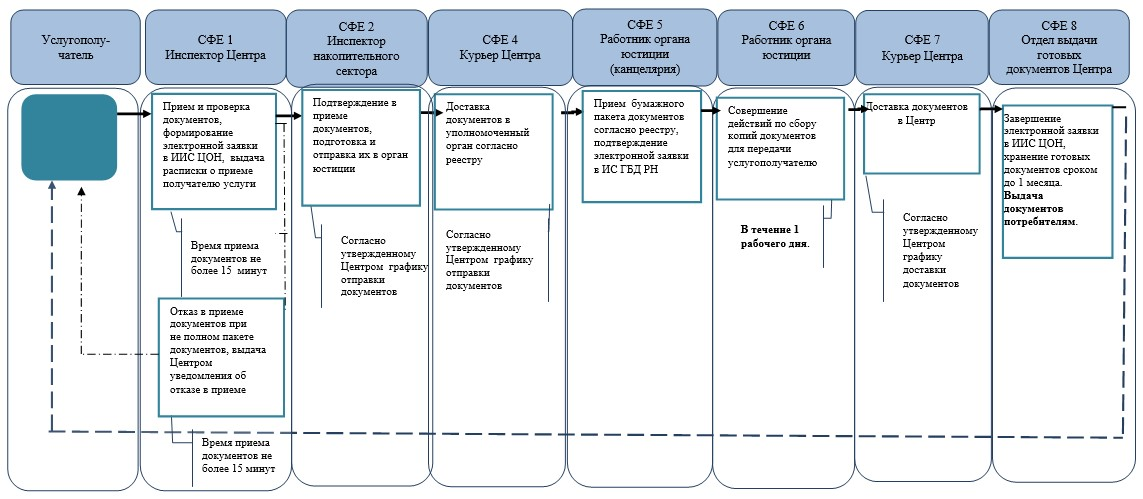 Услугополу-
чатель
СФЕ 1
Инспектор Центра
СФЕ 2
Инспектор
накопительного
сектора
СФЕ 4
Курьер Центра
СФЕ 5
Работник органа
юстиции
(канцелярия)
СФЕ 6
Работник органа
юстиции
СФЕ 7
Курьер Центра
СФЕ 8
Отдел выдачи
готовых
документов Центра
Прием и проверка
документов,
формирование
электронной заявки
в ИИС ЦОН, выдача
расписки о приеме
получателю услуги
Время приема
документов не
более 15 минут
Отказ в приеме
документов при
не полном пакете
документов, выдача
Центром
уведомления об
отказе в приеме
Время приема
документов не
более 15 минут
Подтверждение в
приеме
документов,
подготовка и
отправка их в орган
юстиции
Согласно
утвержденному
Центром графику
отправки
документов
Доставка
документов в
уполномоченный
орган согласно
реестру
Согласно
утвержденному
Центром графику
отправки
документов
Прием бумажного
пакета документов
согласно реестру,
подтверждение
электронной заявки
в ИС ГБД РН
Совершение
действий по сбору
копий документов
для передачи
услугополучателю
В течение 1
рабочего дня.
Доставка документов
в Центр
Согласно
утвержденному
Центром
графику
доставки
документов
Завершение
электронной заявки
в ИИС ЦОН,
хранение готовых
документов сроком
до 1 месяца.
Выдача
документов
потребителям.